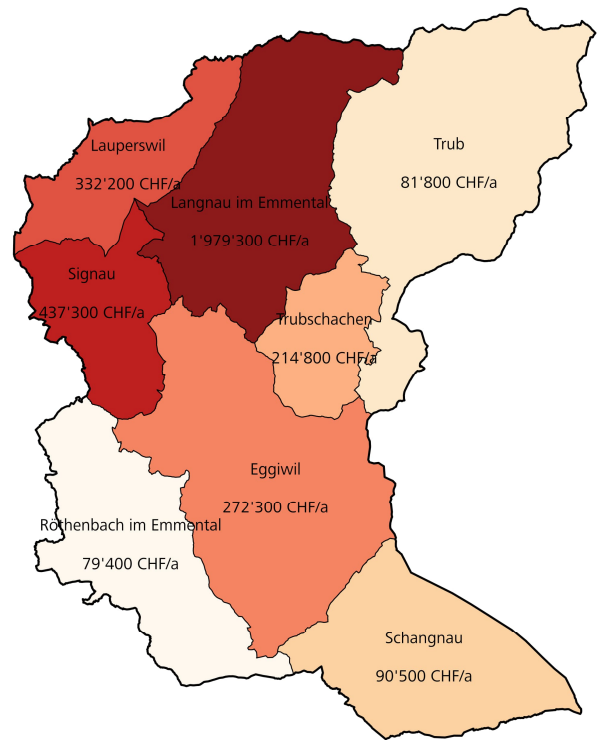 Trub
81'800 CHF/a
Lauperswil
332'200 CHF/a
Langnau im Emmental
1'979'300 CHF/a
Signau
437'300 CHF/a
Trubschachen
214'800 CHF/a
Eggiwil
272'300 CHF/a
Röthenbach im Emmental
79'400 CHF/a
Schangnau
90'500 CHF/a